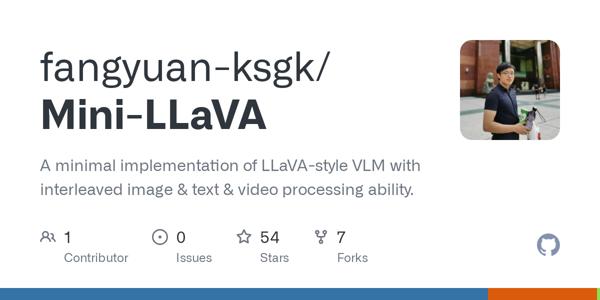 fangyuan-ksgk/
Mini-LLaVA
A minimal implementation of LLaVA-style VLM with
interleaved image & text & video processing ability.
1 0 54 7
Contributor Issues Stars Forks